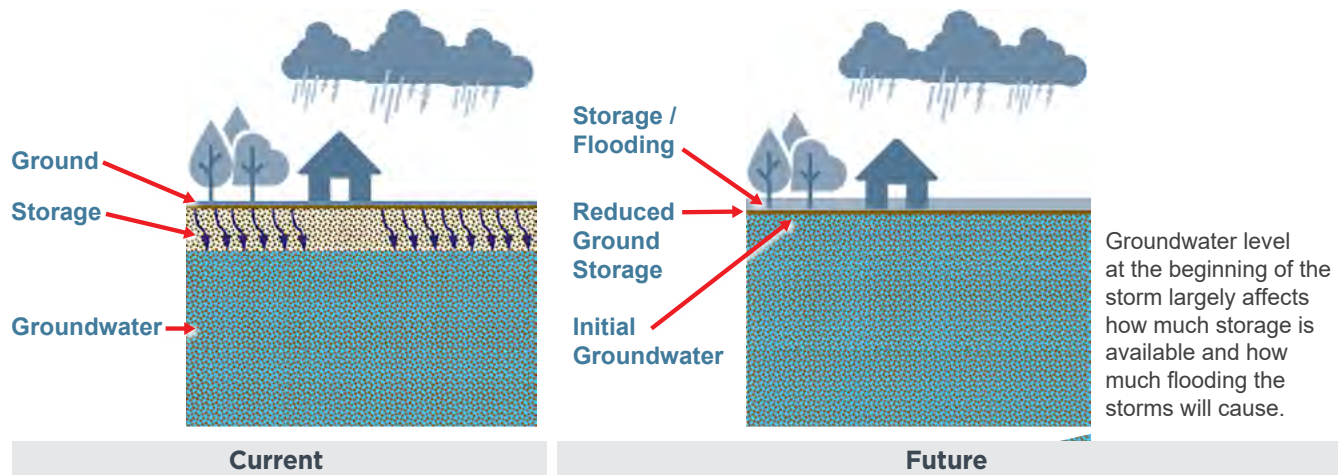 Ground
Storage
Groundwater
Current
Storage /
Flooding
Reduced
Ground
Storage
Initial
Groundwater
Groundwater level
at the beginning of the
storm largely affects
how much storage is
available and how
much flooding the
storms will cause.
Future